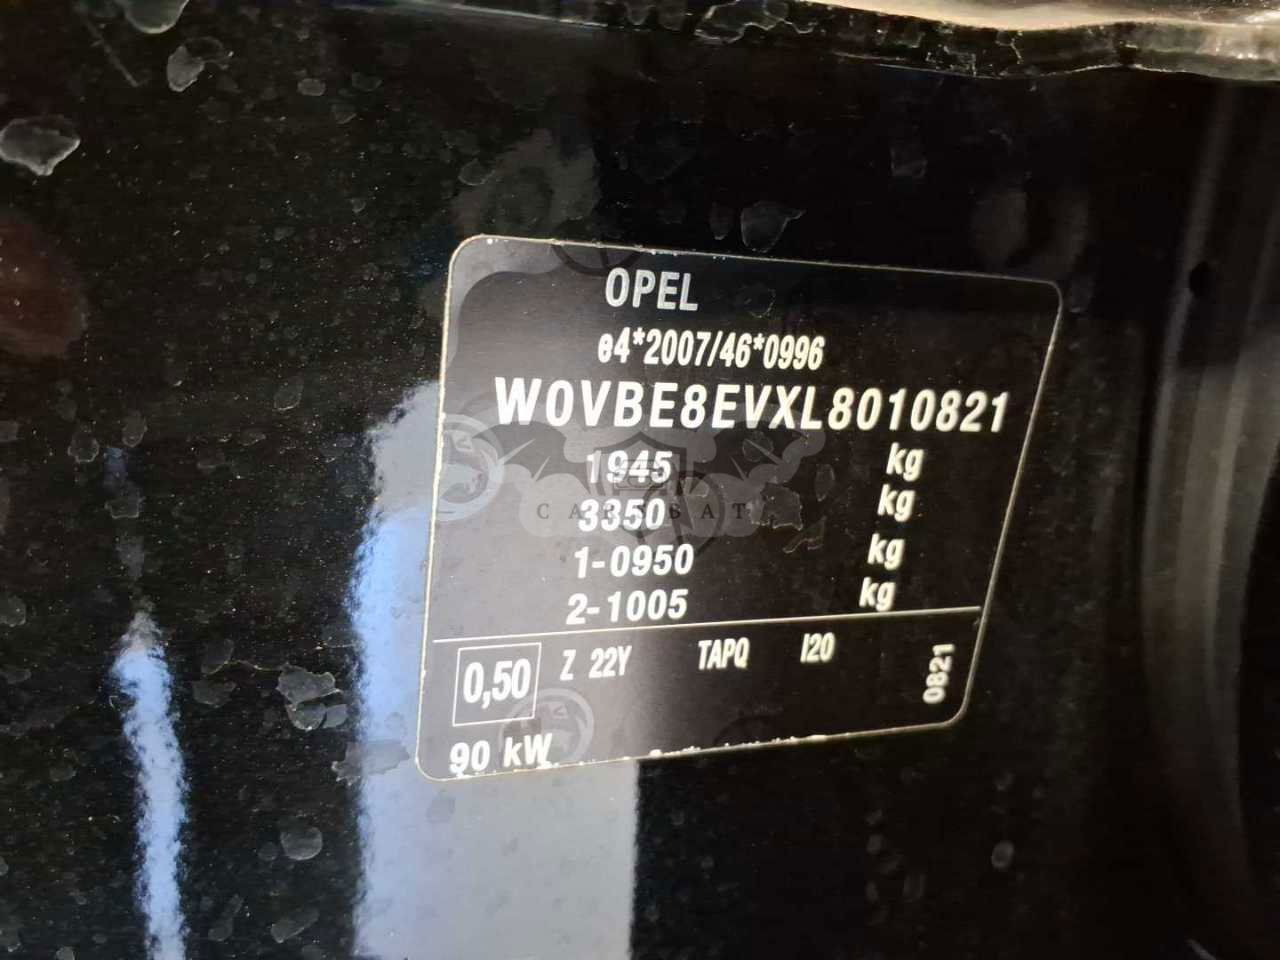 OPEL
e4*2007/46*0996
W0VBE8EVXL8010821
1945 kg
3350 kg
1-0950 kg
2-1005 kg
0,50 Z 22Y TAPQ I20
0821
90 kW